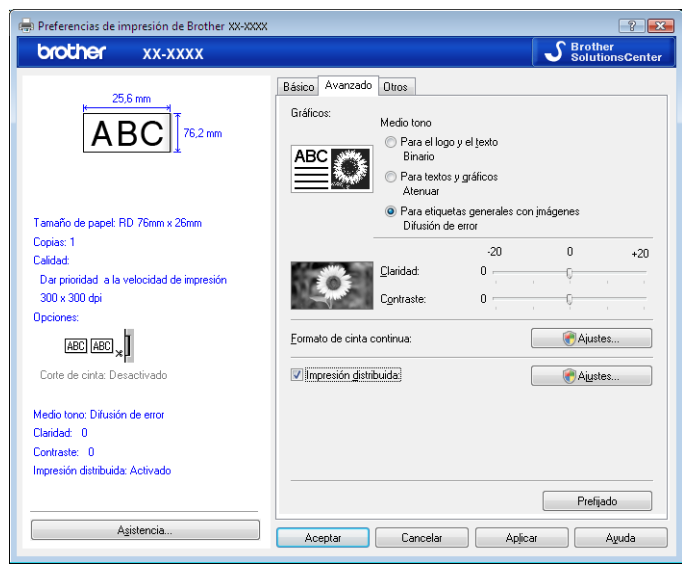 Preferencias de impresión de Brother XX-XXXX
brother XX-XXXX
Brother
SolutionsCenter
25,6 mm
ABC
76,2 mm
Tamaño de papel: RD 76mm x 26mm
Copias: 1
Calidad:
Dar prioridad a la velocidad de impresión
300 x 300 dpi
Opciones:
ABC ABC
Corte de cinta: Desactivado
Medio tono: Difusión de error
Claridad: 0
Contraste: 0
Impresión distribuida: Activado
Asistencia...
Básico Avanzado Otros
Gráficos:
ABC
Medio tono
Para el logo y el texto
Binario
Para textos y gráficos
Atenuar
Para etiquetas generales con imágenes
Difusión de error
-20 0 +20
Claridad: 0
Contraste: 0
Formato de cinta continua: Ajustes...
Impresión distribuida: Ajustes...
Prefijado
Aceptar Cancelar Aplicar Ayuda